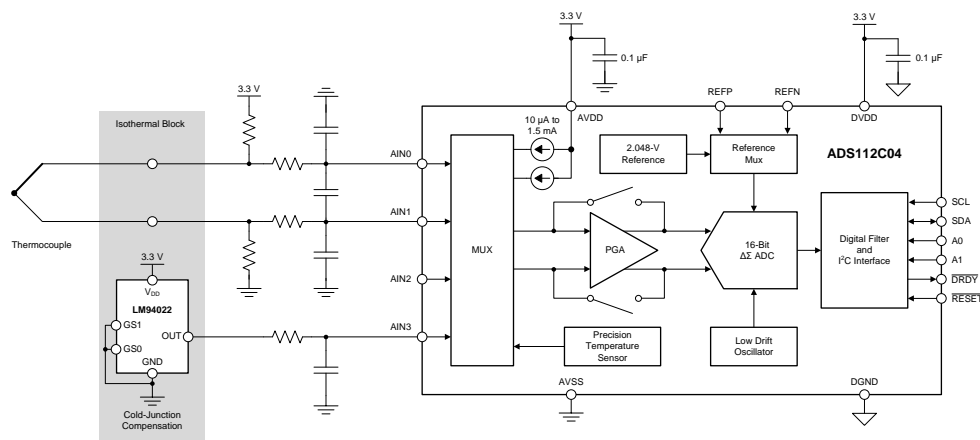 3.3 V
3.3 V
0.1 µF
0.1 µF
3.3 V
REFP
REFN
Isothermal Block
AVDD
DVDD
10 µA to
1.5 mA
2.048-V
Reference
Reference
Mux
ADS112C04
AIN0
AIN1
AIN2
AIN3
MUX
PGA
16-Bit
ΔΣ ADC
Digital Filter
and
I²C Interface
SCL
SDA
A0
A1
DRDY
RESET
Thermocouple
3.3 V
VDD
LM94022
GS1
GS0
OUT
GND
Precision
Temperature
Sensor
Low Drift
Oscillator
AVSS
DGND
Cold-Junction
Compensation